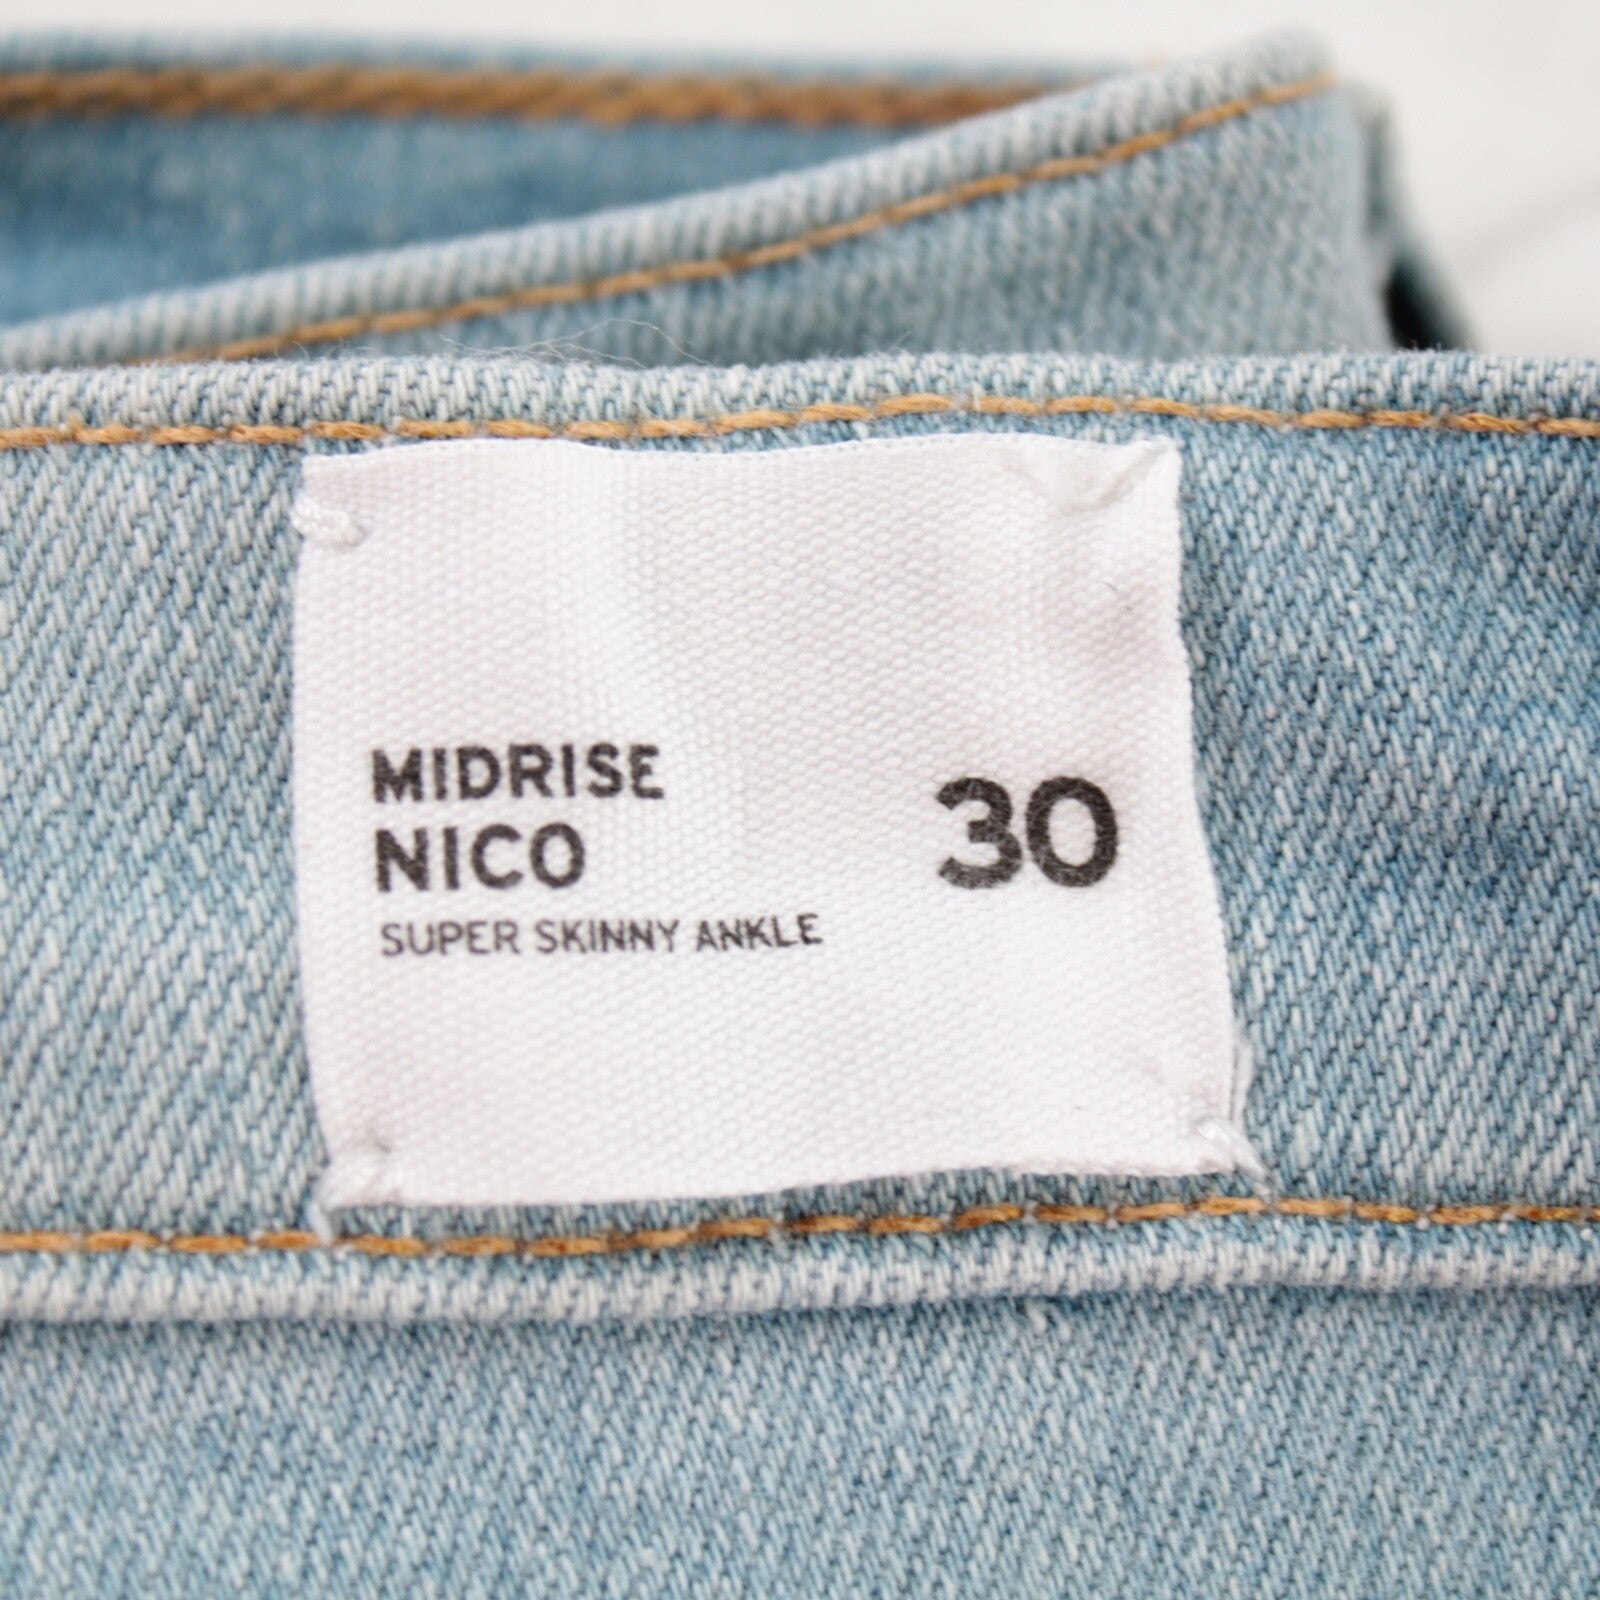 MIDRISE
NICO
30
SUPER SKINNY ANKLE